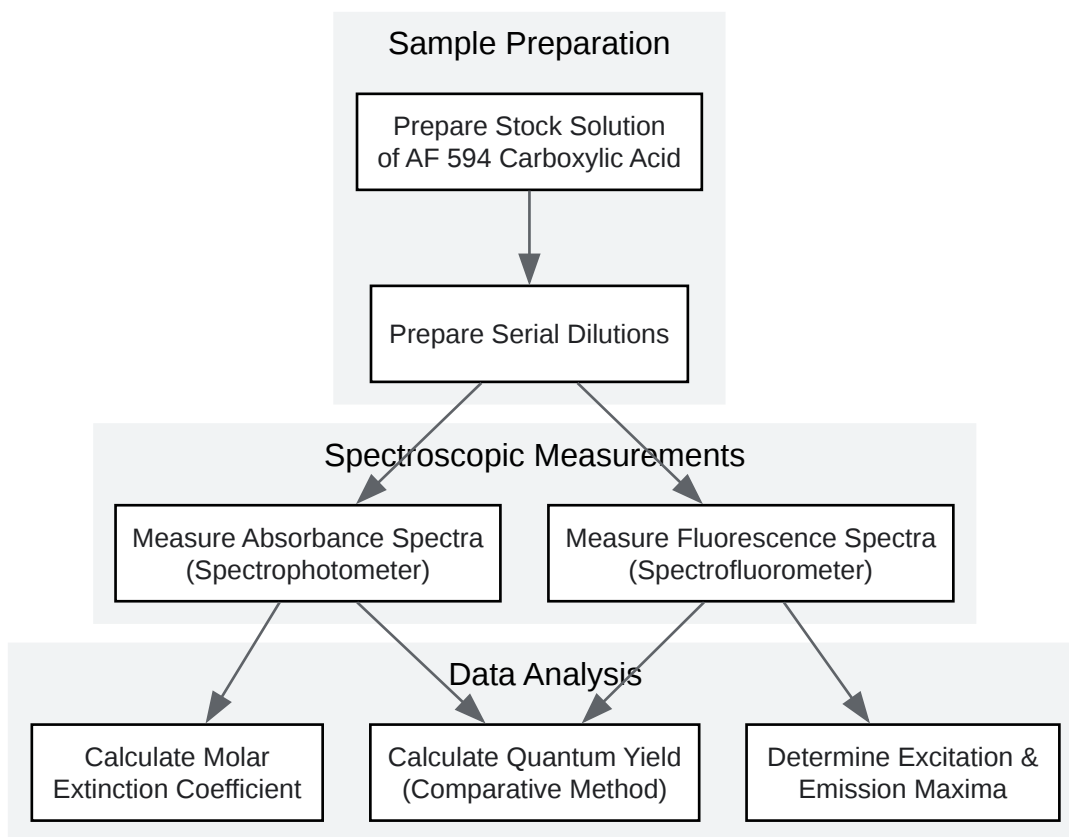 Sample Preparation
Prepare Stock Solution
of AF 594 Carboxylic Acid
Prepare Serial Dilutions
Spectroscopic Measurements
Measure Absorbance Spectra
(Spectrophotometer)
Measure Fluorescence Spectra
(Spectrofluorometer)
Data Analysis
Calculate Molar
Extinction Coefficient
Calculate Quantum Yield
(Comparative Method)
Determine Excitation &
Emission Maxima